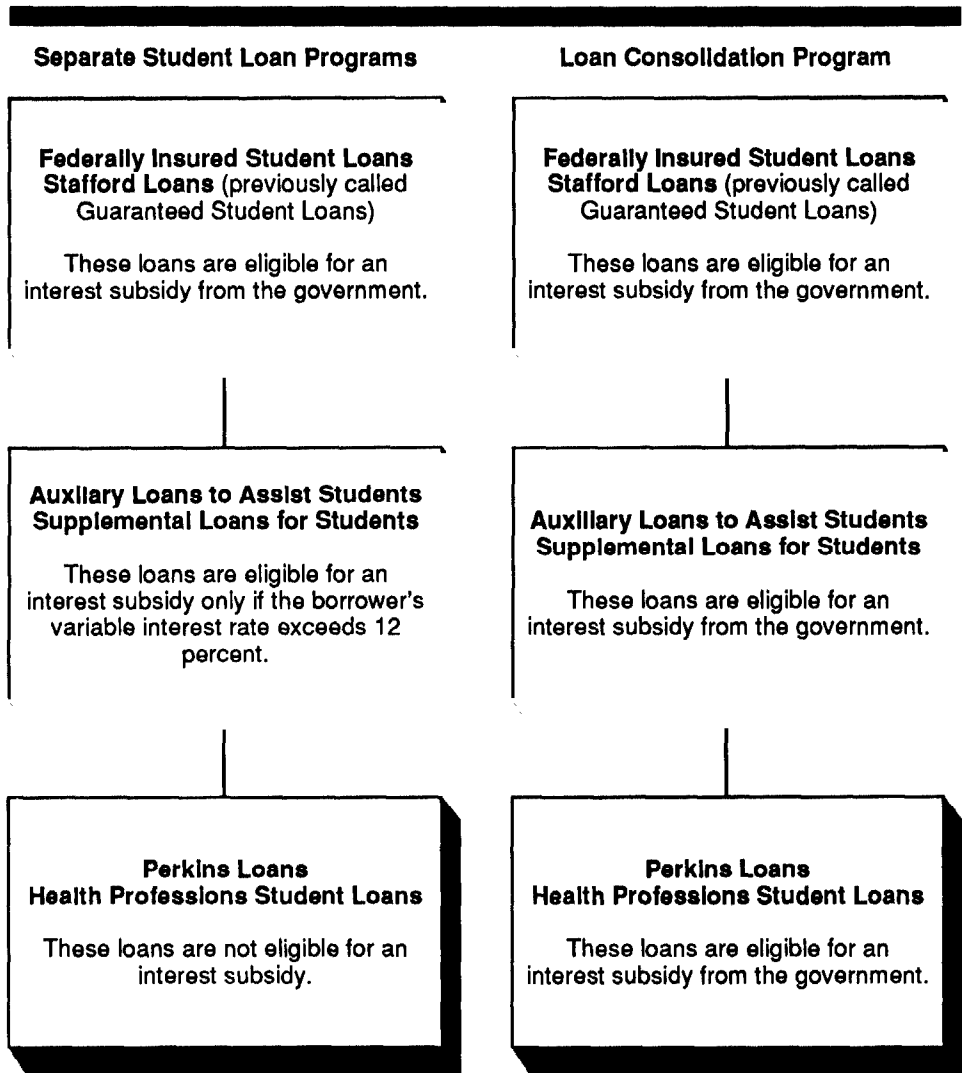 Separate Student Loan Programs
Federally Insured Student Loans
Stafford Loans (previously called
Guaranteed Student Loans)
These loans are eligible for an
interest subsidy from the government.
Auxliary Loans to Assist Students
Supplemental Loans for Students
These loans are eligible for an
interest subsidy only if the borrower's
variable interest rate exceeds 12
percent.
Perkins Loans
Health Professions Student Loans
These loans are not eligible for an
interest subsidy.
Loan Consolidation Program
Federally Insured Student Loans
Stafford Loans (previously called
Guaranteed Student Loans)
These loans are eligible for an
interest subsidy from the government.
Auxiliary Loans to Assist Students
Supplemental Loans for Students
These loans are eligible for an
interest subsidy from the government.
Perkins Loans
Health Professions Student Loans
These loans are eligible for an
interest subsidy from the government.